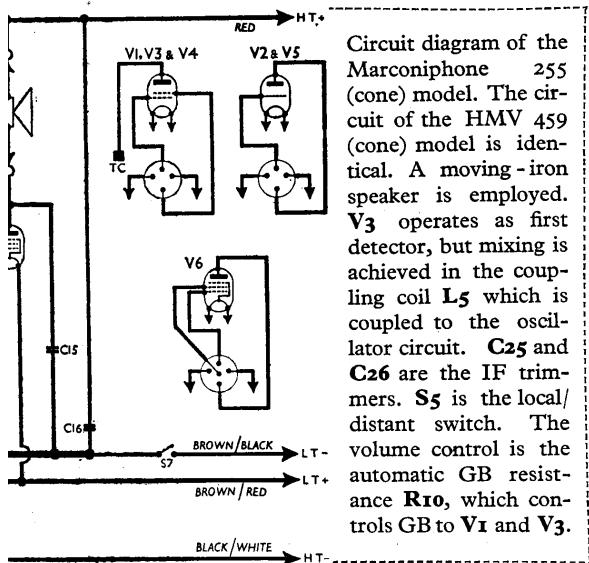 RED
HT+
V1, V3 & V4
V2 & V5
TC
V6
C15
C16
BROWN/BLACK
LT-
S7
LT+
BROWN/RED
BLACK/WHITE
HT-
Circuit diagram of the
Marconiphone 255
(cone) model. The cir-
cuit of the HMV 459
(cone) model is iden-
tical. A moving-iron
speaker is employed.
V3 operates as first
detector, but mixing is
achieved in the coup-
ling coil L5 which is
coupled to the oscil-
lator circuit. C25 and
C26 are the IF trim-
mers. S5 is the local/
distant switch. The
volume control is the
automatic GB resist-
ance R10, which con-
trols GB to V1 and V3.